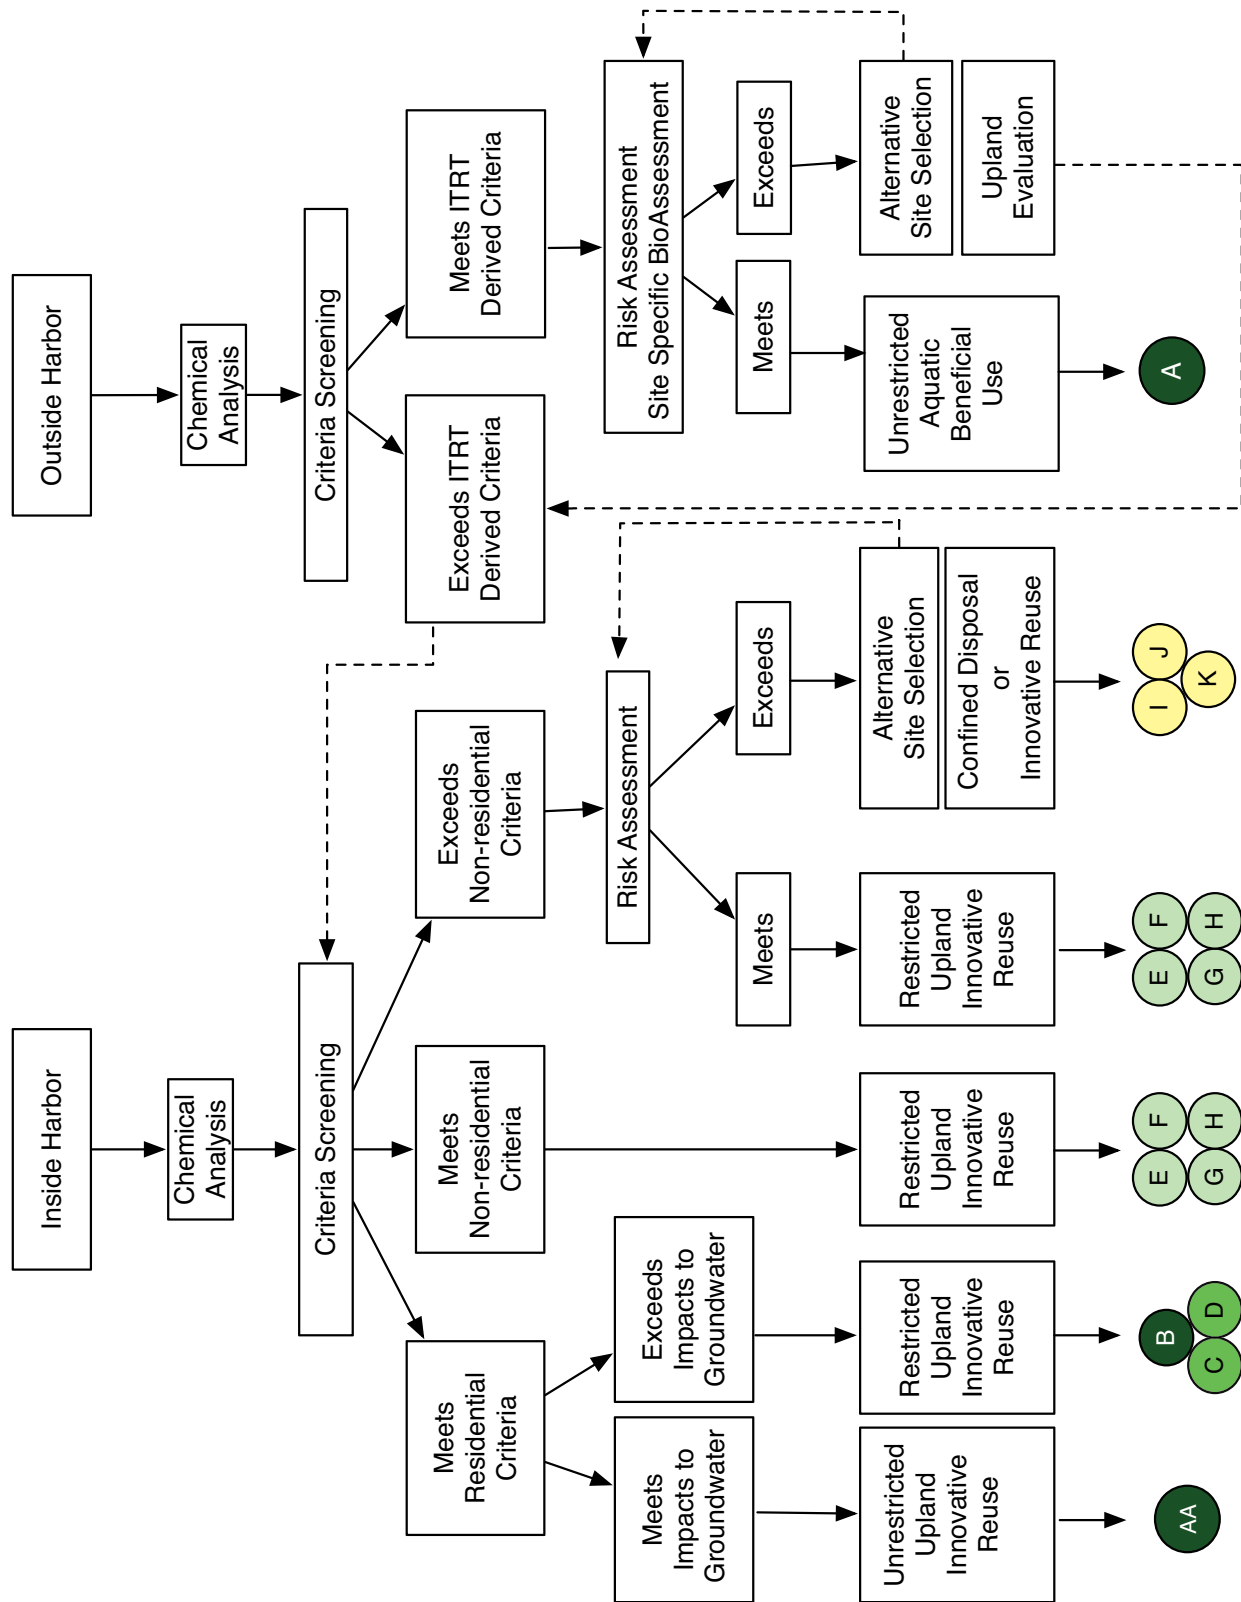 Inside Harbor
Outside Harbor
Chemical
Analysis
Chemical
Analysis
Criteria Screening
Criteria Screening
Meets
Residential
Criteria
Meets
Non-residential
Criteria
Exceeds
Non-residential
Criteria
Exceeds ITRT
Derived Criteria
Meets ITRT
Derived Criteria
Meets
Impacts to
Groundwater
Exceeds
Impacts to
Groundwater
Risk Assessment
Risk Assessment
Site Specific BioAssessment
Meets
Exceeds
Meets
Exceeds
Unrestricted
Upland
Innovative
Reuse
Restricted
Upland
Innovative
Reuse
Restricted
Upland
Innovative
Reuse
Restricted
Upland
Innovative
Reuse
Alternative
Site Selection
Confined Disposal
or
Innovative Reuse
Unrestricted
Aquatic
Beneficial
Use
Alternative
Site Selection
Upland
Evaluation
AA
B
C D
E F
G H
E F
G H
I J
K
A